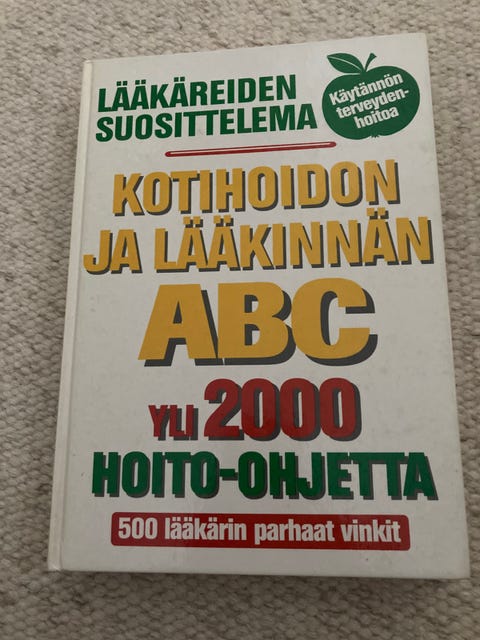 LÄÄKÄREIDEN
SUOSITTELEMA
Käytännön
terveyden-
hoitoa
KOTIHOIDON
JA LÄÄKINNÄN
ABC
YLI 2000
HOITO-OHJETTA
500 lääkärin parhaat vinkit